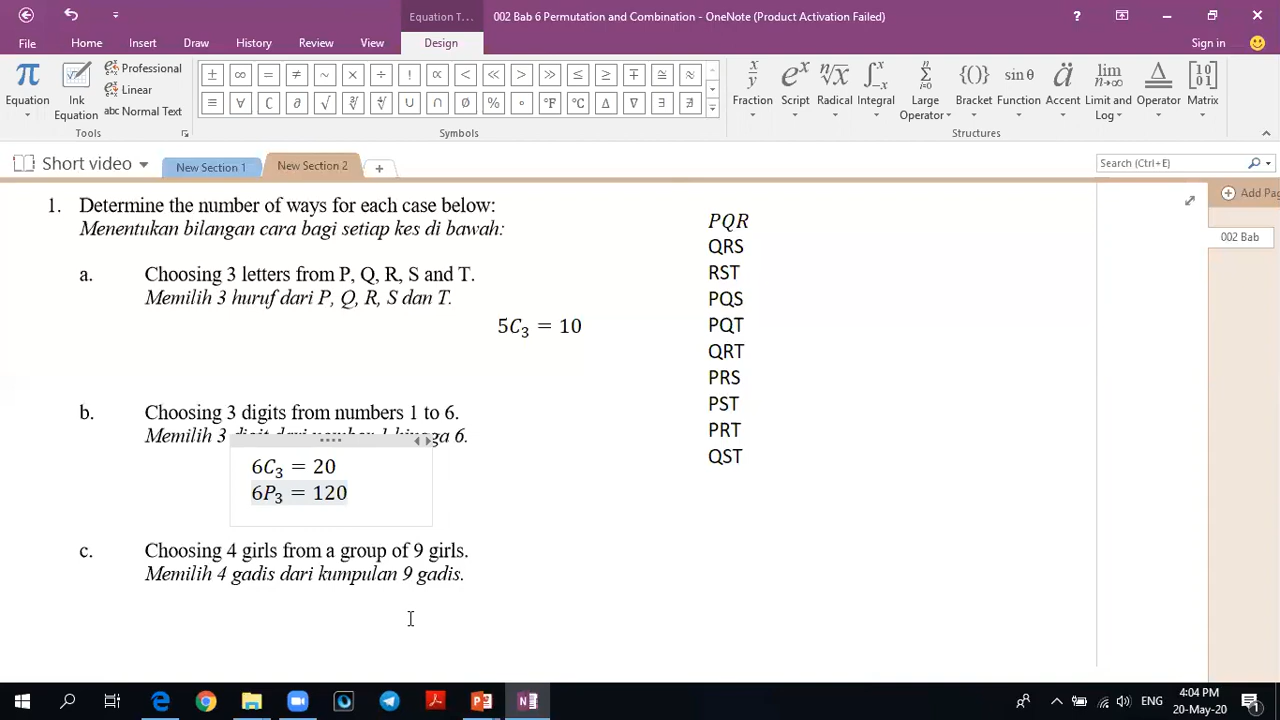 Equation T...
002 Bab 6 Permutation and Combination - OneNote (Product Activation Failed)
?
File
Home
Insert
Draw
History
Review
View
Design
Sign in
π
Equation
Ink
Equation
Professional
Linear
abc Normal Text
Tools
± ∞ = ≠ ~ × ÷ ! ∝ < ≪ > ≫ ≤ ≥ ∓ ≅ ≈
≡ ∀ ∁ ∂ √ ∛ ∜ ∪ ∩ ∅ % ∘ °F °C ∆ ∇ ∃ ∄
Symbols
Fraction
Script
Radical
Integral
Large
Operator
Bracket
Function
Accent
Limit and
Log
Operator
Matrix
Structures
Short video
New Section 1
New Section 2
Search (Ctrl+E)
Add Pag
002 Bab
1. Determine the number of ways for each case below:
Menentukan bilangan cara bagi setiap kes di bawah:
a. Choosing 3 letters from P, Q, R, S and T.
Memilih 3 huruf dari P, Q, R, S dan T.
5C₃ = 10
b. Choosing 3 digits from numbers 1 to 6.
Memilih 3 digit dari nombor 1 hingga 6.
6C₃ = 20
6P₃ = 120
c. Choosing 4 girls from a group of 9 girls.
Memilih 4 gadis dari kumpulan 9 gadis.
PQR
QRS
RST
PQS
PQT
QRT
PRS
PST
PRT
QST
ENG
4:04 PM
20-May-20